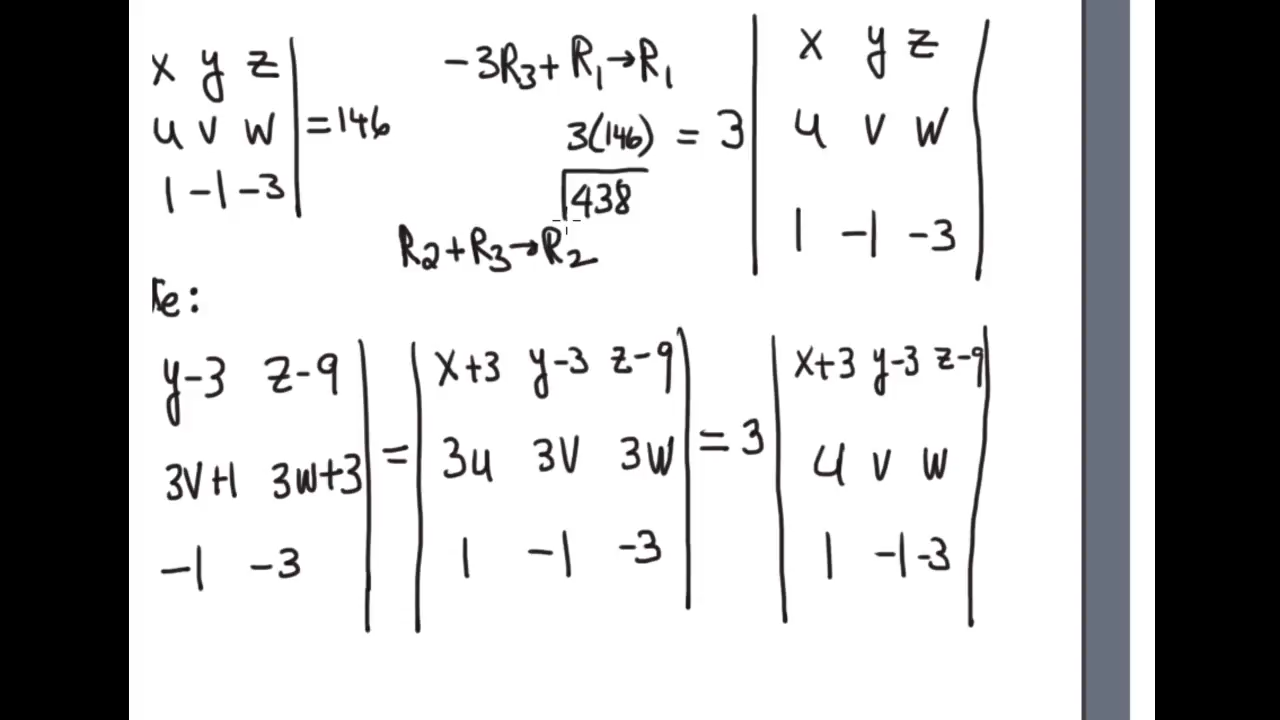 x y z
u v w = 146
1 -1 -3
-3R₃ + R₁ → R₁
3(146) = 3
438
R₂ + R₃ → R₂
x y z
u v w
1 -1 -3
te:
y-3 z-9
3v+1 3w+3
-1 -3
=
x+3 y-3 z-9
3u 3v 3w
1 -1 -3
= 3
x+3 y-3 z-9
u v w
1 -1 -3